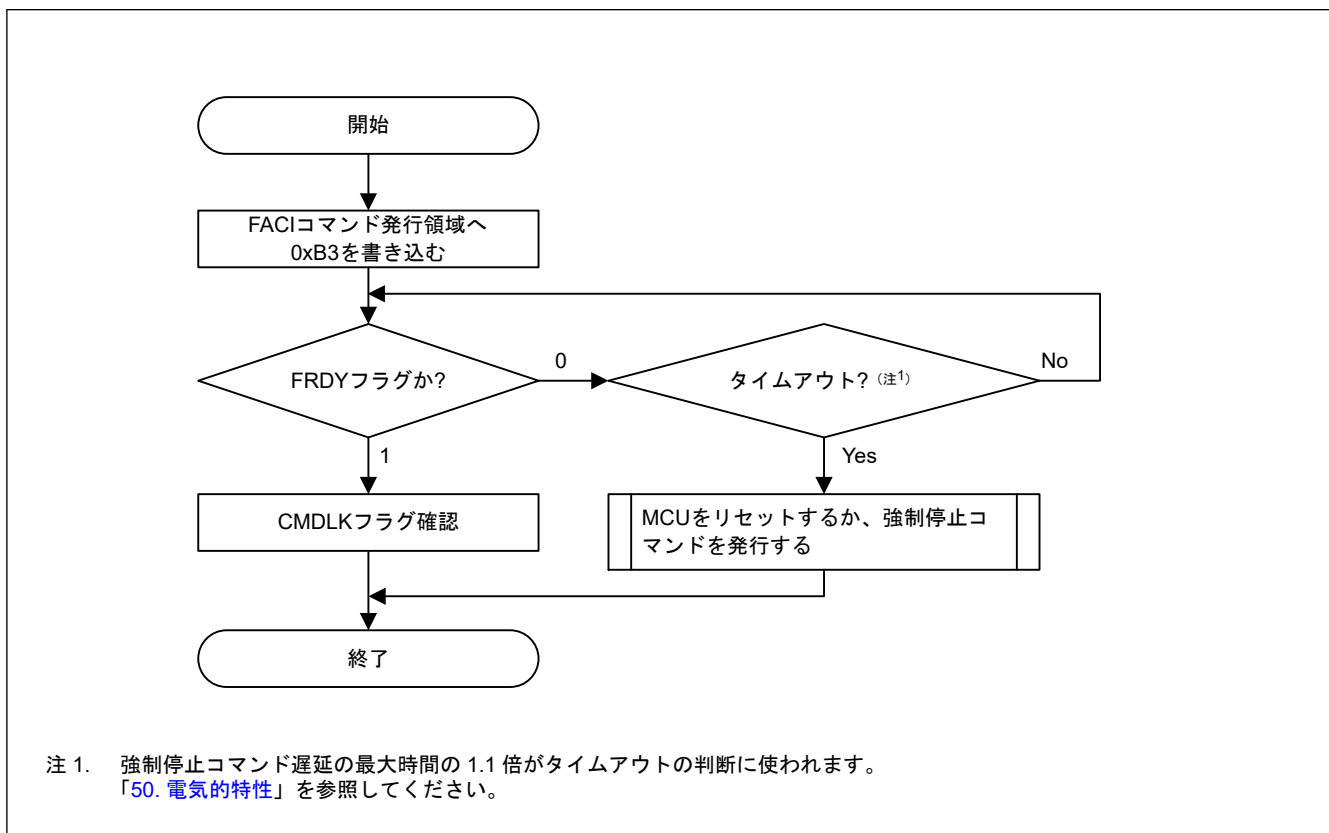 開始
FACIコマンド発行領域へ
0xB3を書き込む
FRDYフラグか?
0
タイムアウト?（注1）
No
1
Yes
CMDLKフラグ確認
MCUをリセットするか、強制停止コ
マンドを発行する
終了
注 1. 強制停止コマンド遅延の最大時間の 1.1 倍がタイムアウトの判断に使われます。
「50. 電気的特性」を参照してください。